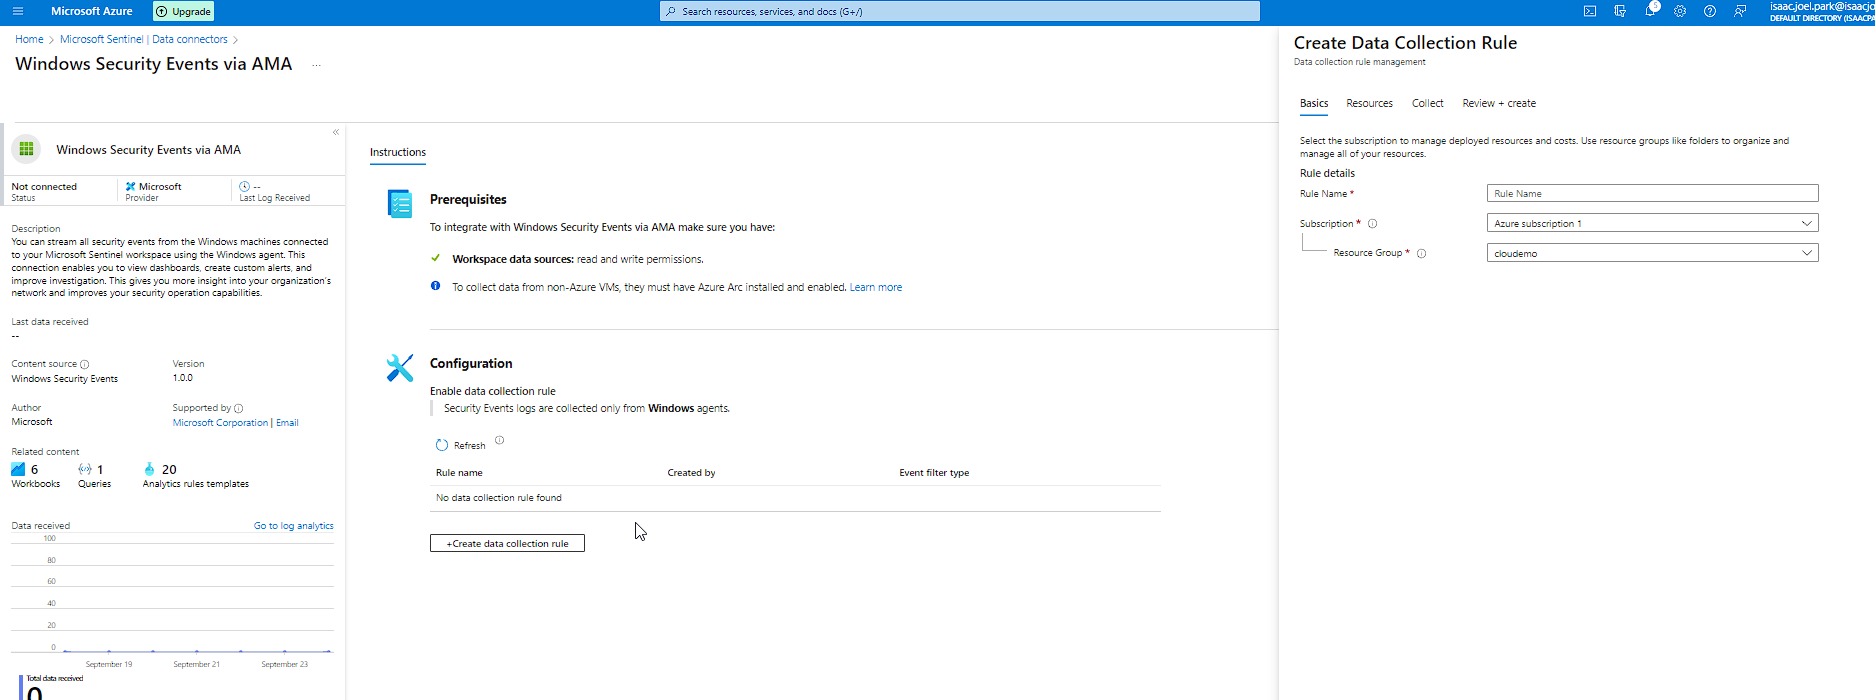 Microsoft Azure
Upgrade
Search resources, services, and docs (G+/)
5
isaac.joel.park@isaacjo
DEFAULT DIRECTORY (ISAACPA
Home > Microsoft Sentinel | Data connectors >
Windows Security Events via AMA ...
«
Windows Security Events via AMA
Not connected
Status
Microsoft
Provider
--
Last Log Received
Description
You can stream all security events from the Windows machines connected
to your Microsoft Sentinel workspace using the Windows agent. This
connection enables you to view dashboards, create custom alerts, and
improve investigation. This gives you more insight into your organization's
network and improves your security operation capabilities.
Last data received
--
Content source
Windows Security Events
Version
1.0.0
Author
Microsoft
Supported by
Microsoft Corporation | Email
Related content
6
Workbooks
1
Queries
20
Analytics rules templates
Data received
Go to log analytics
100
80
60
40
20
0
September 19
September 21
September 23
Total data received
0
Instructions
Prerequisites
To integrate with Windows Security Events via AMA make sure you have:
Workspace data sources: read and write permissions.
To collect data from non-Azure VMs, they must have Azure Arc installed and enabled. Learn more
Configuration
Enable data collection rule
Security Events logs are collected only from Windows agents.
Refresh
Rule name Created by Event filter type
No data collection rule found
+Create data collection rule
Create Data Collection Rule
Data collection rule management
Basics Resources Collect Review + create
Select the subscription to manage deployed resources and costs. Use resource groups like folders to organize and
manage all of your resources.
Rule details
Rule Name * Rule Name
Subscription * Azure subscription 1
Resource Group * cloudemo